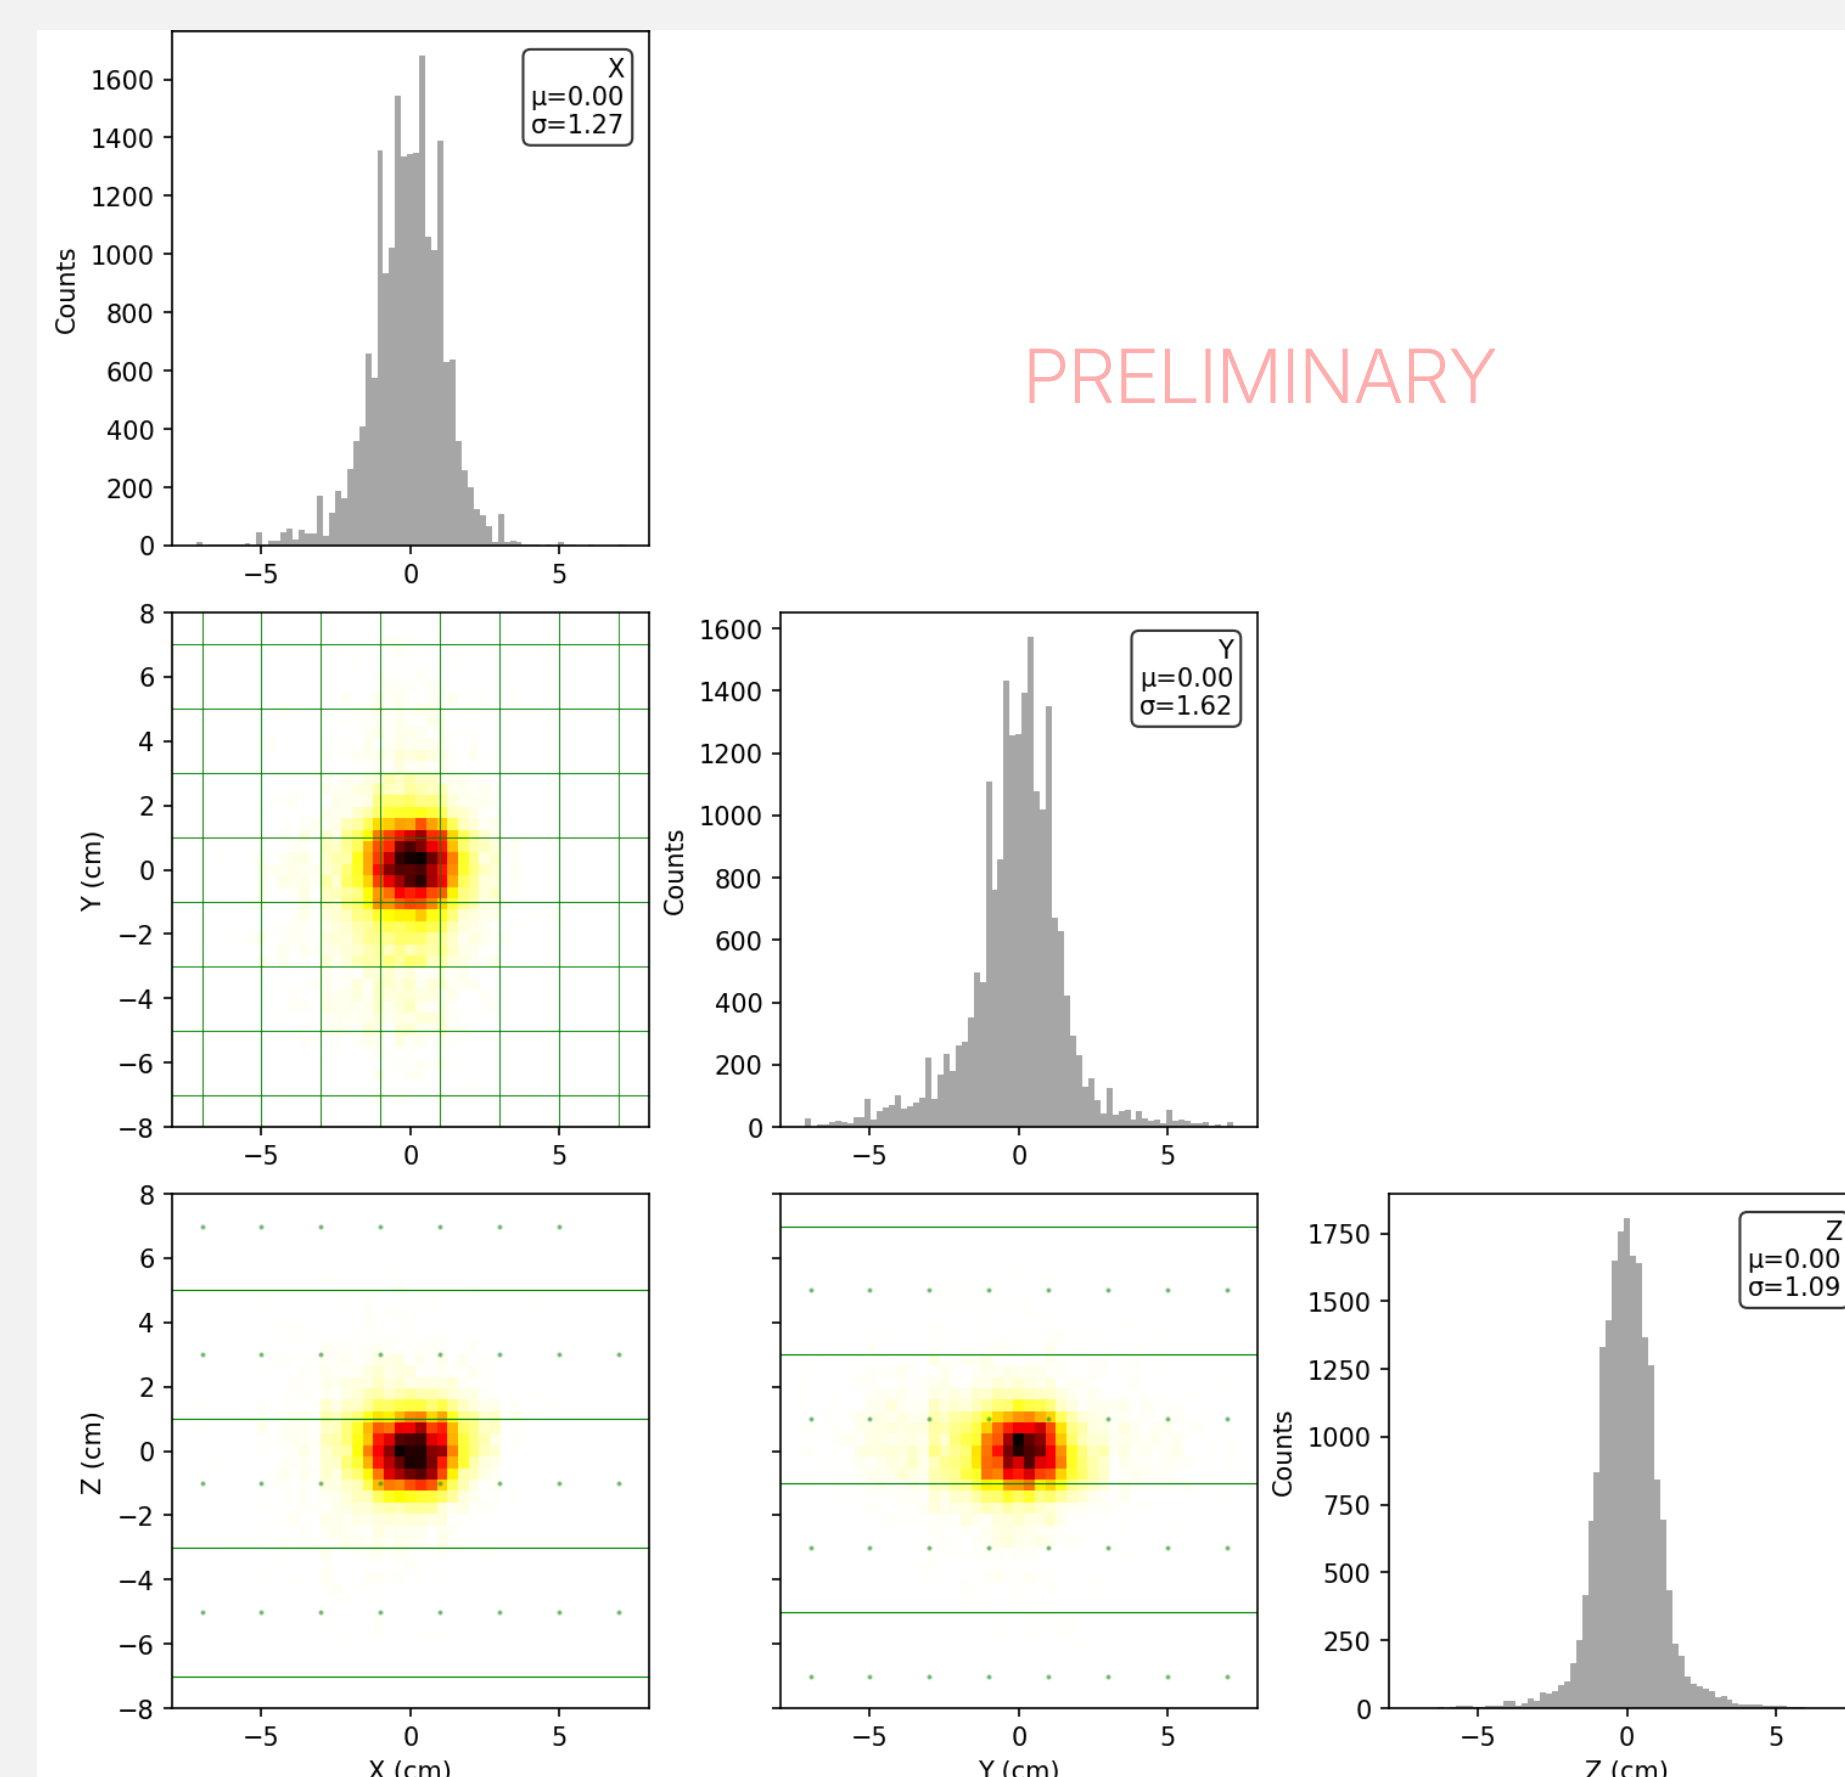 X
μ=0.00
σ=1.27
1600
1400
1200
1000
800
600
400
200
0
Counts
−5 0 5
PRELIMINARY
8
6
4
2
0
−2
−4
−6
−8
Y (cm)
−5 0 5
Y
μ=0.00
σ=1.62
1600
1400
1200
1000
800
600
400
200
0
Counts
−5 0 5
8
6
4
2
0
−2
−4
−6
−8
Z (cm)
−5 0 5
X (cm)
−5 0 5
Y (cm)
Z
μ=0.00
σ=1.09
1750
1500
1250
1000
750
500
250
0
Counts
−5 0 5
Z (cm)